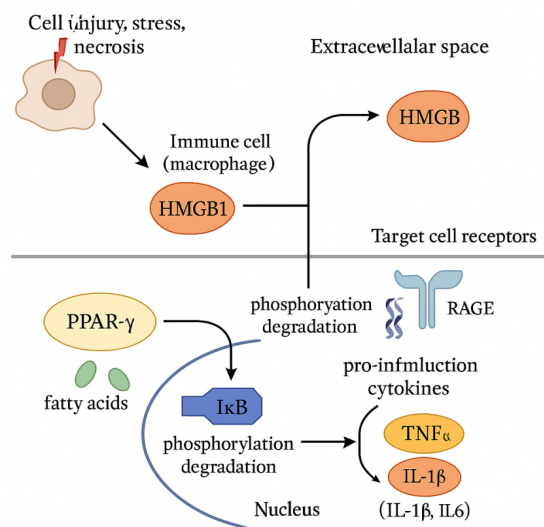 Cell injury, stress,
necrosis
Extracevellalar space
HMGB
Immune cell
(macrophage)
HMGB1
Target cell receptors
phosphoryation
degradation
RAGE
PPAR-γ
fatty acids
IκB
phosphorylation
degradation
pro-infmluction
cytokines
TNFα
IL-1β
(IL-1β, IL6)
Nucleus